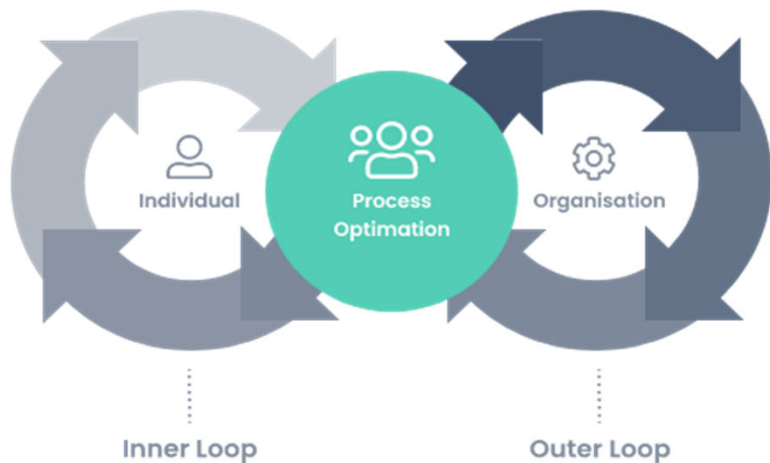 Individual
Process
Optimation
Organisation
Inner Loop
Outer Loop